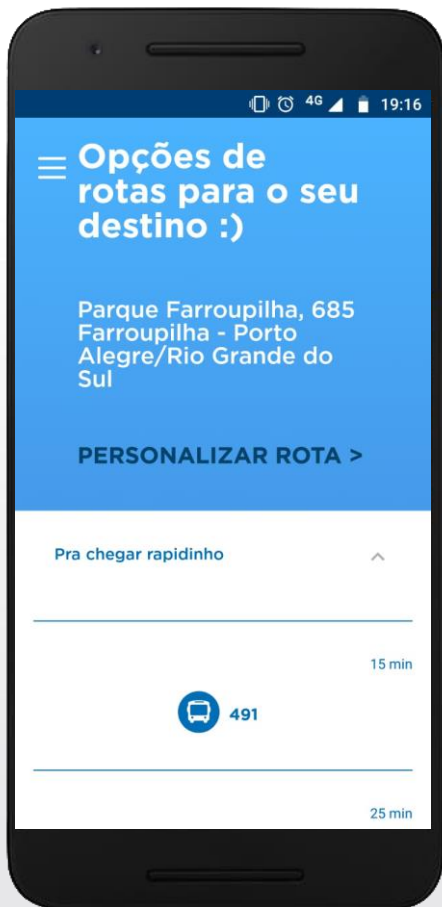 4G 19:16
Opções de
rotas para o seu
destino :)
Parque Farroupilha, 685
Farroupilha - Porto
Alegre/Rio Grande do
Sul
PERSONALIZAR ROTA >
Pra chegar rapidinho
15 min
491
25 min